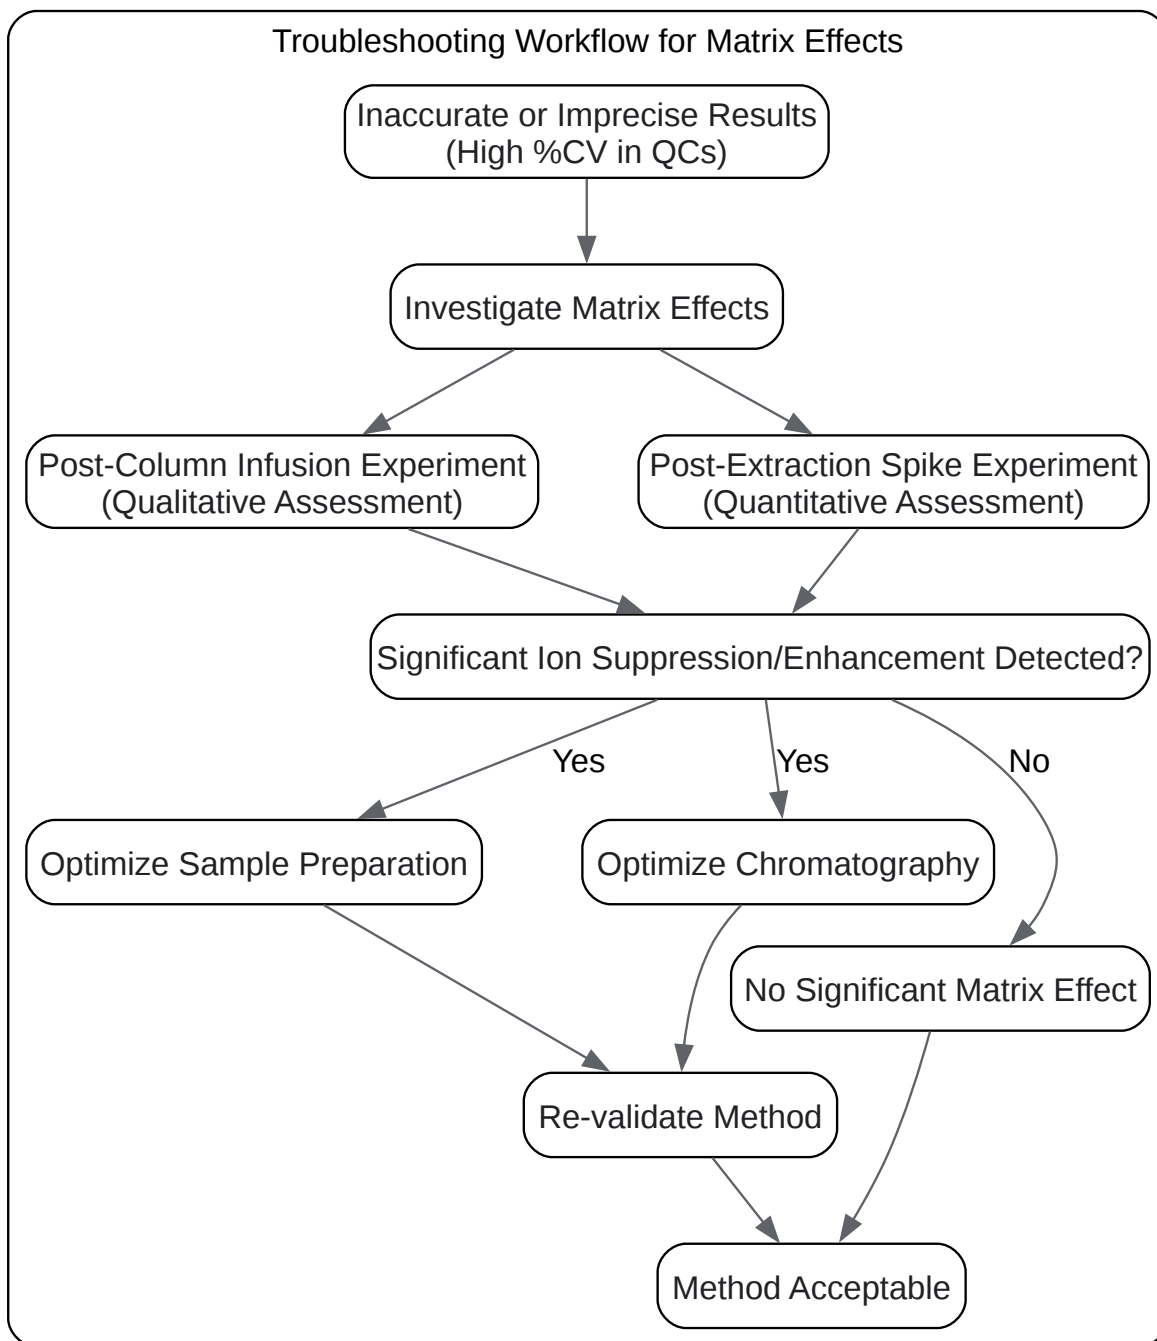 Troubleshooting Workflow for Matrix Effects
Inaccurate or Imprecise Results
(High %CV in QCs)
Investigate Matrix Effects
Post-Column Infusion Experiment
(Qualitative Assessment)
Post-Extraction Spike Experiment
(Quantitative Assessment)
Significant Ion Suppression/Enhancement Detected?
Yes
Yes
No
Optimize Sample Preparation
Optimize Chromatography
No Significant Matrix Effect
Re-validate Method
Method Acceptable